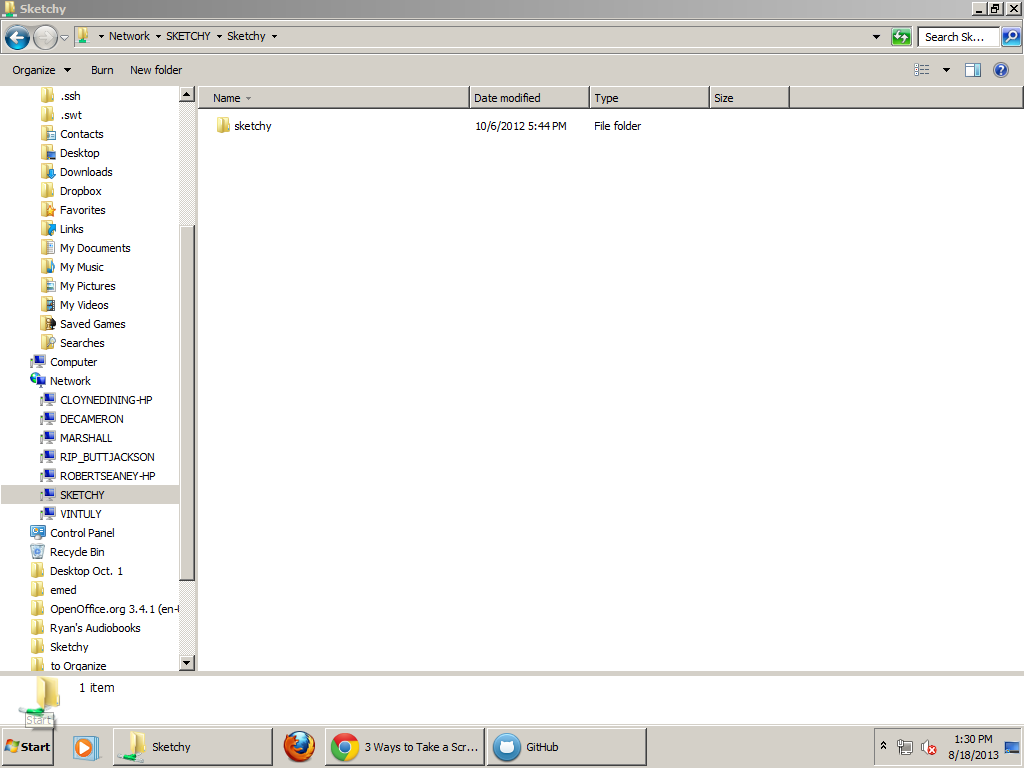 Sketchy
Network SKETCHY Sketchy
Search Sk...
Organize Burn New folder
Name Date modified Type Size
sketchy 10/6/2012 5:44 PM File folder
.ssh
.swt
Contacts
Desktop
Downloads
Dropbox
Favorites
Links
My Documents
My Music
My Pictures
My Videos
Saved Games
Searches
Computer
Network
CLOYNEDINING-HP
DECAMERON
MARSHALL
RIP_BUTTJACKSON
ROBERTSEANEY-HP
SKETCHY
VINTULY
Control Panel
Recycle Bin
Desktop Oct. 1
emed
OpenOffice.org 3.4.1 (en-
Ryan's Audiobooks
Sketchy
to Organize
1 item
Start
Start
Sketchy
3 Ways to Take a Scr...
GitHub
1:30 PM
8/18/2013